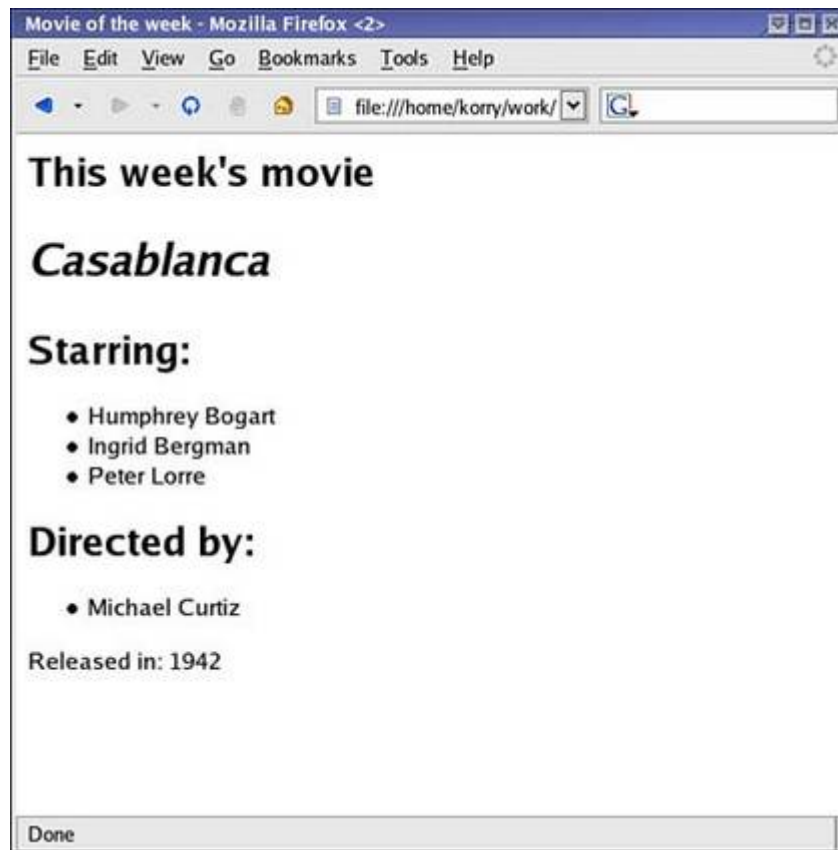 Movie of the week - Mozilla Firefox <2>
File Edit View Go Bookmarks Tools Help
file:///home/korry/work/ G
This week's movie
Casablanca
Starring:
• Humphrey Bogart
• Ingrid Bergman
• Peter Lorre
Directed by:
• Michael Curtiz
Released in: 1942
Done